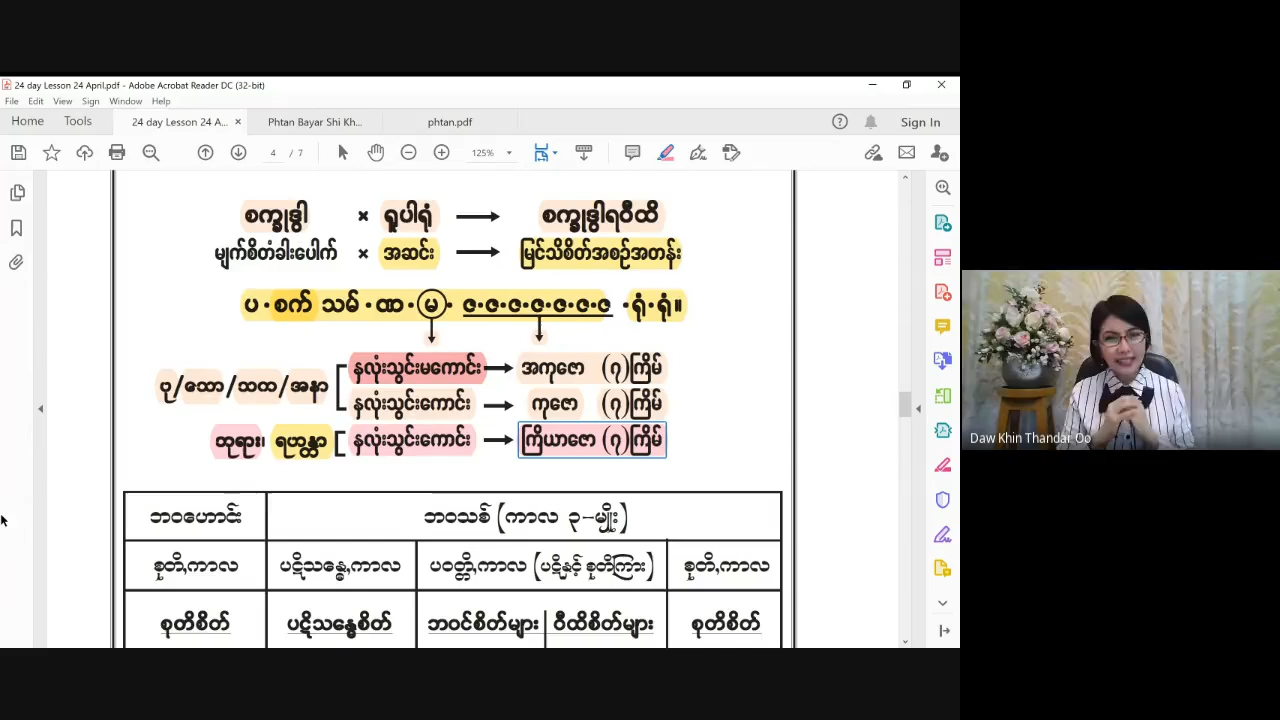 24 day Lesson 24 April.pdf - Adobe Acrobat Reader DC (32-bit)
File Edit View Sign Window Help
Home Tools 24 day Lesson 24 A... × Phtan Bayar Shi Kh... phtan.pdf Sign In
4 / 7 125%
စက္ခုဒွါ × ရူပါရုံ → စက္ခုဒွါရဝီထိ
မျက်စိတံခါးပေါက် × အဆင်း → မြင်သိစိတ်အစဉ်အတန်း
ပ · စက် သမ် · ဏ · မ · ဇ·ဇ·ဇ·ဇ·ဇ·ဇ·ဇ ·ရုံ·ရုံ။
နှလုံးသွင်းမကောင်း → အကုဇော (၇)ကြိမ်
ဗု/သော/သထ/အနာ
နှလုံးသွင်းကောင်း → ကုဇော (၇)ကြိမ်
ဘုရား၊ ရဟန္တာ နှလုံးသွင်းကောင်း → ကြိယာဇော (၇)ကြိမ်
ဘဝဟောင်း ဘဝသစ် (ကာလ ၃-မျိုး)
စုတိ,ကာလ ပဋိသန္ဓေ,ကာလ ပဝတ္တိ,ကာလ (ပဋိနှင့် စုတိကြား) စုတိ,ကာလ
စုတိစိတ် ပဋိသန္ဓေစိတ် ဘဝင်စိတ်များ ဝီထိစိတ်များ စုတိစိတ်
Daw Khin Thandar Oo